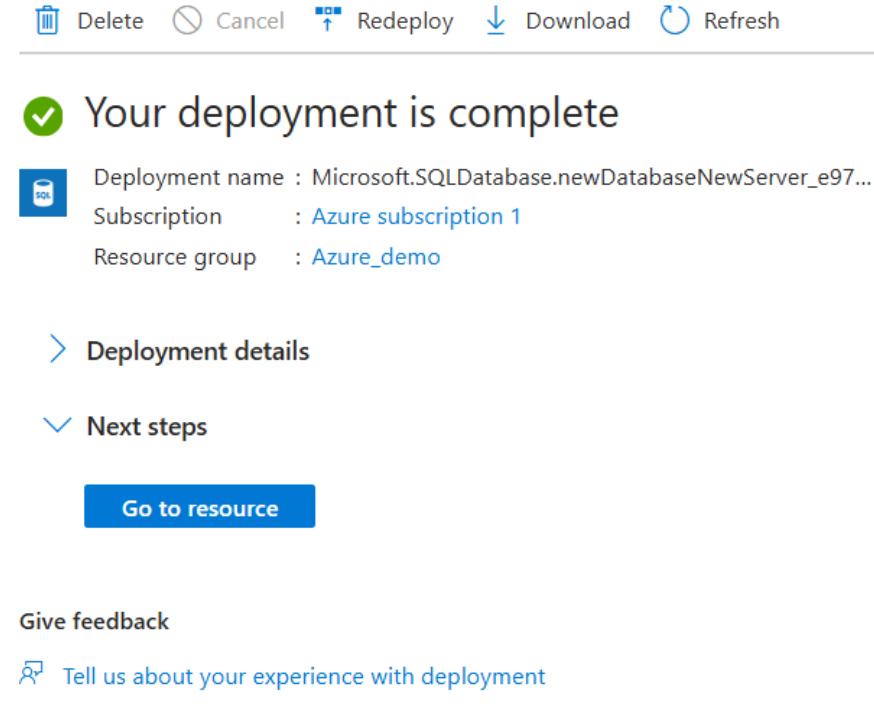 Delete Cancel Redeploy Download Refresh
Your deployment is complete
SQL
Deployment name : Microsoft.SQLDatabase.newDatabaseNewServer_e97...
Subscription : Azure subscription 1
Resource group : Azure_demo
Deployment details
Next steps
Go to resource
Give feedback
Tell us about your experience with deployment